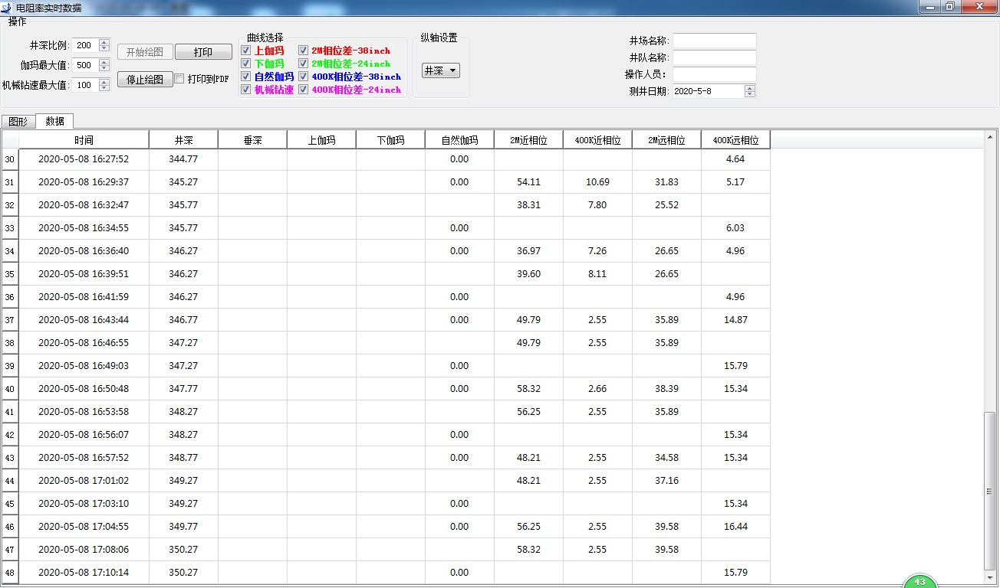 电阻率实时数据
操作
井深比例: 200
伽玛最大值: 500
机械钻速最大值: 100
开始绘图 打印
停止绘图 打印到PDF
曲线选择
上伽玛 2M相位差-38inch
下伽玛 2M相位差-24inch
自然伽玛 400K相位差-38inch
机械钻速 400K相位差-24inch
纵轴设置
井深
井场名称:
井队名称:
操作人员:
测井日期: 2020-5-8
图形 数据
时间 井深 垂深 上伽玛 下伽玛 自然伽玛 2M近相位 400K近相位 2M远相位 400K远相位
30 2020-05-08 16:27:52 344.77 0.00 4.64
31 2020-05-08 16:29:37 345.27 0.00 54.11 10.69 31.83 5.17
32 2020-05-08 16:32:47 345.77 38.31 7.80 25.52
33 2020-05-08 16:34:55 345.77 0.00 6.03
34 2020-05-08 16:36:40 346.27 0.00 36.97 7.26 26.65 4.96
35 2020-05-08 16:39:51 346.27 39.60 8.11 26.65
36 2020-05-08 16:41:59 346.27 0.00 4.96
37 2020-05-08 16:43:44 346.77 0.00 49.79 2.55 35.89 14.87
38 2020-05-08 16:46:55 347.27 49.79 2.55 35.89
39 2020-05-08 16:49:03 347.27 0.00 15.79
40 2020-05-08 16:50:48 347.77 0.00 58.32 2.66 38.39 15.34
41 2020-05-08 16:53:58 348.27 56.25 2.55 35.89
42 2020-05-08 16:56:07 348.27 0.00 15.34
43 2020-05-08 16:57:52 348.77 0.00 48.21 2.55 34.58 15.34
44 2020-05-08 17:01:02 349.27 48.21 2.55 37.16
45 2020-05-08 17:03:10 349.27 0.00 15.34
46 2020-05-08 17:04:55 349.77 0.00 56.25 2.55 39.58 16.44
47 2020-05-08 17:08:06 350.27 58.32 2.55 39.58
48 2020-05-08 17:10:14 350.27 0.00 15.79
43